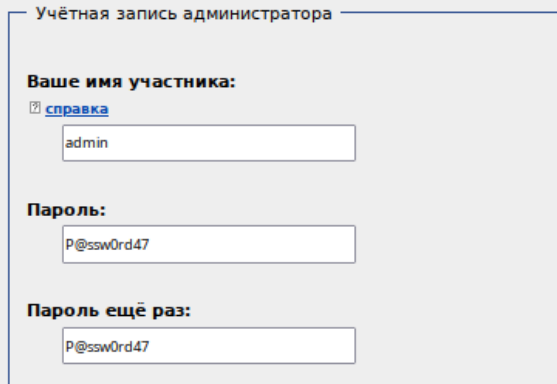 Учётная запись администратора
Ваше имя участника:
справка
admin
Пароль:
P@ssw0rd47
Пароль ещё раз:
P@ssw0rd47